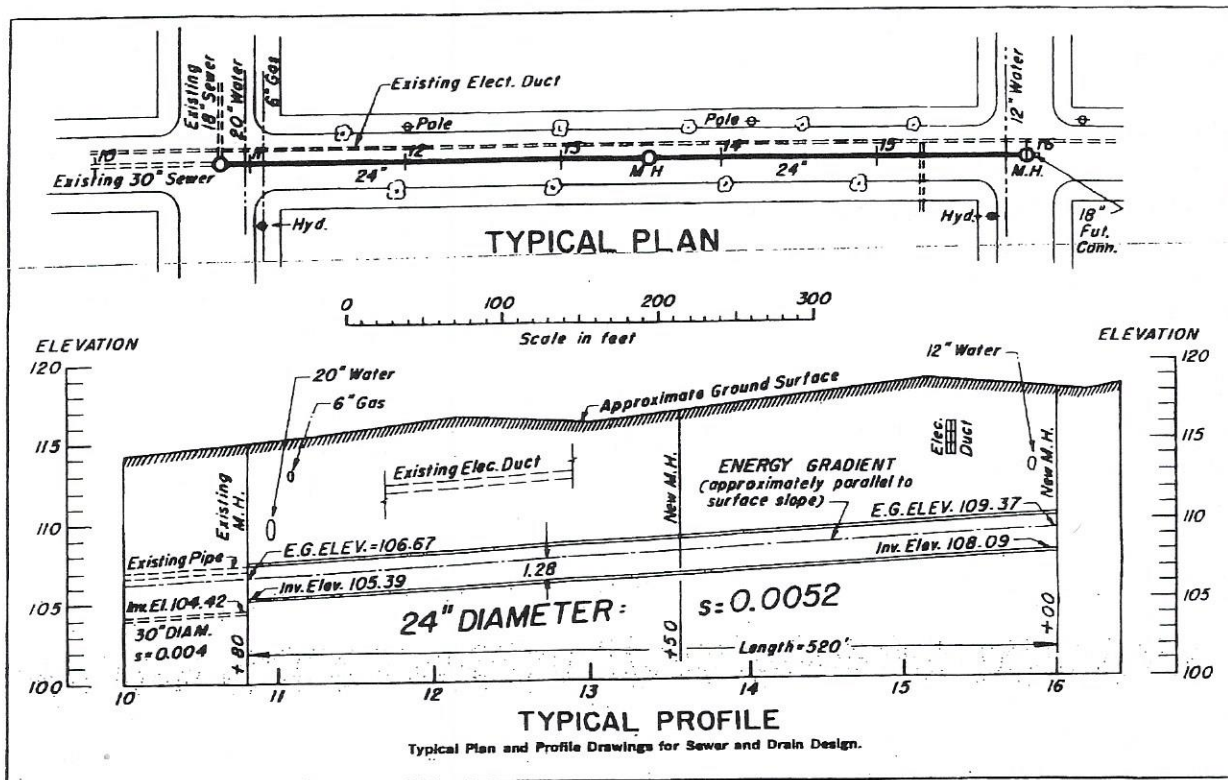 Existing
18" Sewer
20" Water
6" Gas
Existing Elect. Duct
Pole
Pole
12" Water
10
11
12
13
14
15
16
Existing 30" Sewer
24"
M H
24"
M.H.
Hyd.
Hyd.
18"
Fut.
Conn.
TYPICAL PLAN
0 100 200 300
Scale in feet
ELEVATION
ELEVATION
120
115
110
105
100
20" Water
6" Gas
Approximate Ground Surface
12" Water
Existing Elec. Duct
Existing
M.H.
New M.H.
Elec.
Duct
New M.H.
ENERGY GRADIENT
(approximately parallel to
surface slope)
E.G. ELEV. 109.37
Inv. Elev. 108.09
Existing Pipe
E.G. ELEV. = 106.67
Inv. Elev. 105.39
1.28
Inv. El. 104.42
30" DIAM.
s=0.004
24" DIAMETER:
s=0.0052
+80
+50
+00
Length=520'
120
115
110
105
100
10 11 12 13 14 15 16
TYPICAL PROFILE
Typical Plan and Profile Drawings for Sewer and Drain Design.